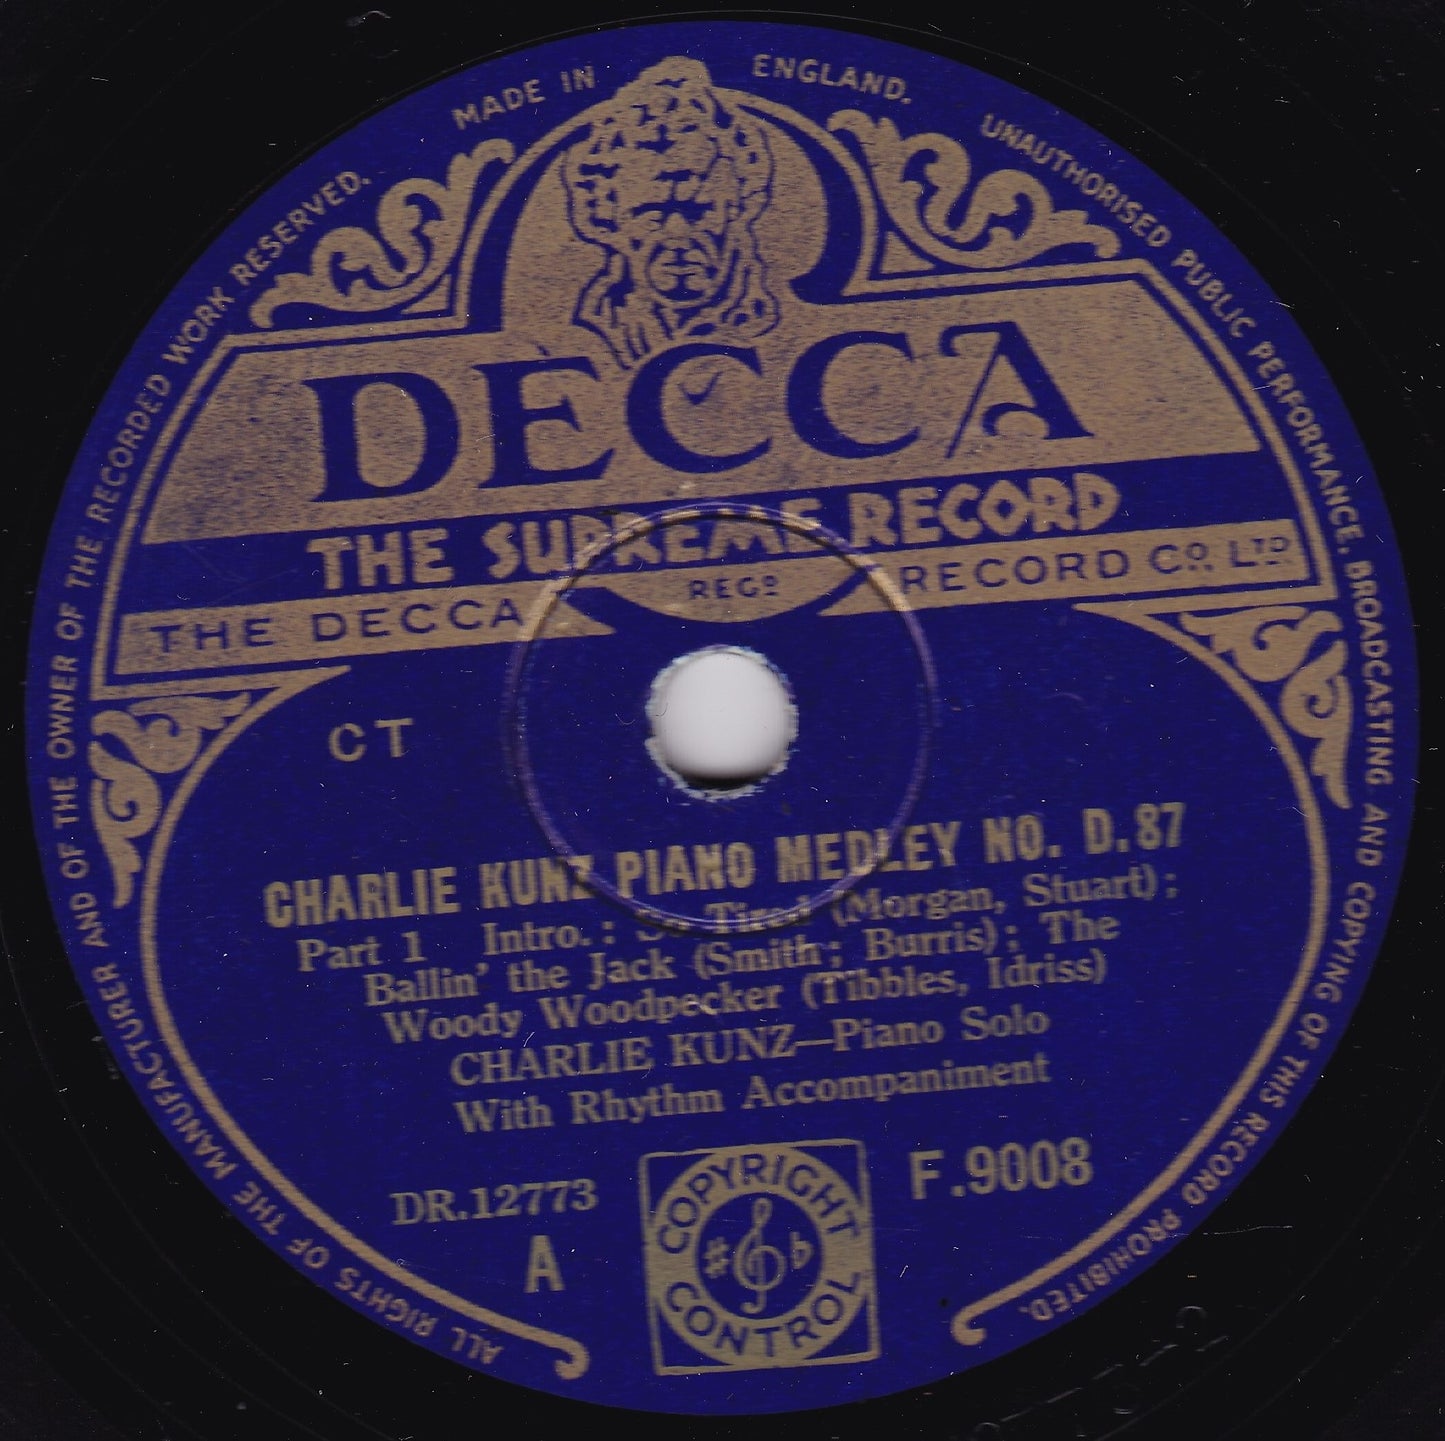 ALL RIGHTS OF THE MANUFACTURER AND OF THE OWNER OF THE RECORDED WORK RESERVED. MADE IN ENGLAND. UNAUTHORISED PUBLIC PERFORMANCE, BROADCASTING AND COPYING OF THIS RECORD PROHIBITED.
DECCA
THE SUPREME RECORD
THE DECCA REGD RECORD CO. LTD
CT
CHARLIE KUNZ PIANO MEDLEY NO. D.87
Part 1 Intro.: So Tired (Morgan, Stuart);
Ballin' the Jack (Smith; Burris); The
Woody Woodpecker (Tibbles, Idriss)
CHARLIE KUNZ—Piano Solo
With Rhythm Accompaniment
DR.12773
A
COPYRIGHT
♯ ♭
CONTROL
F.9008